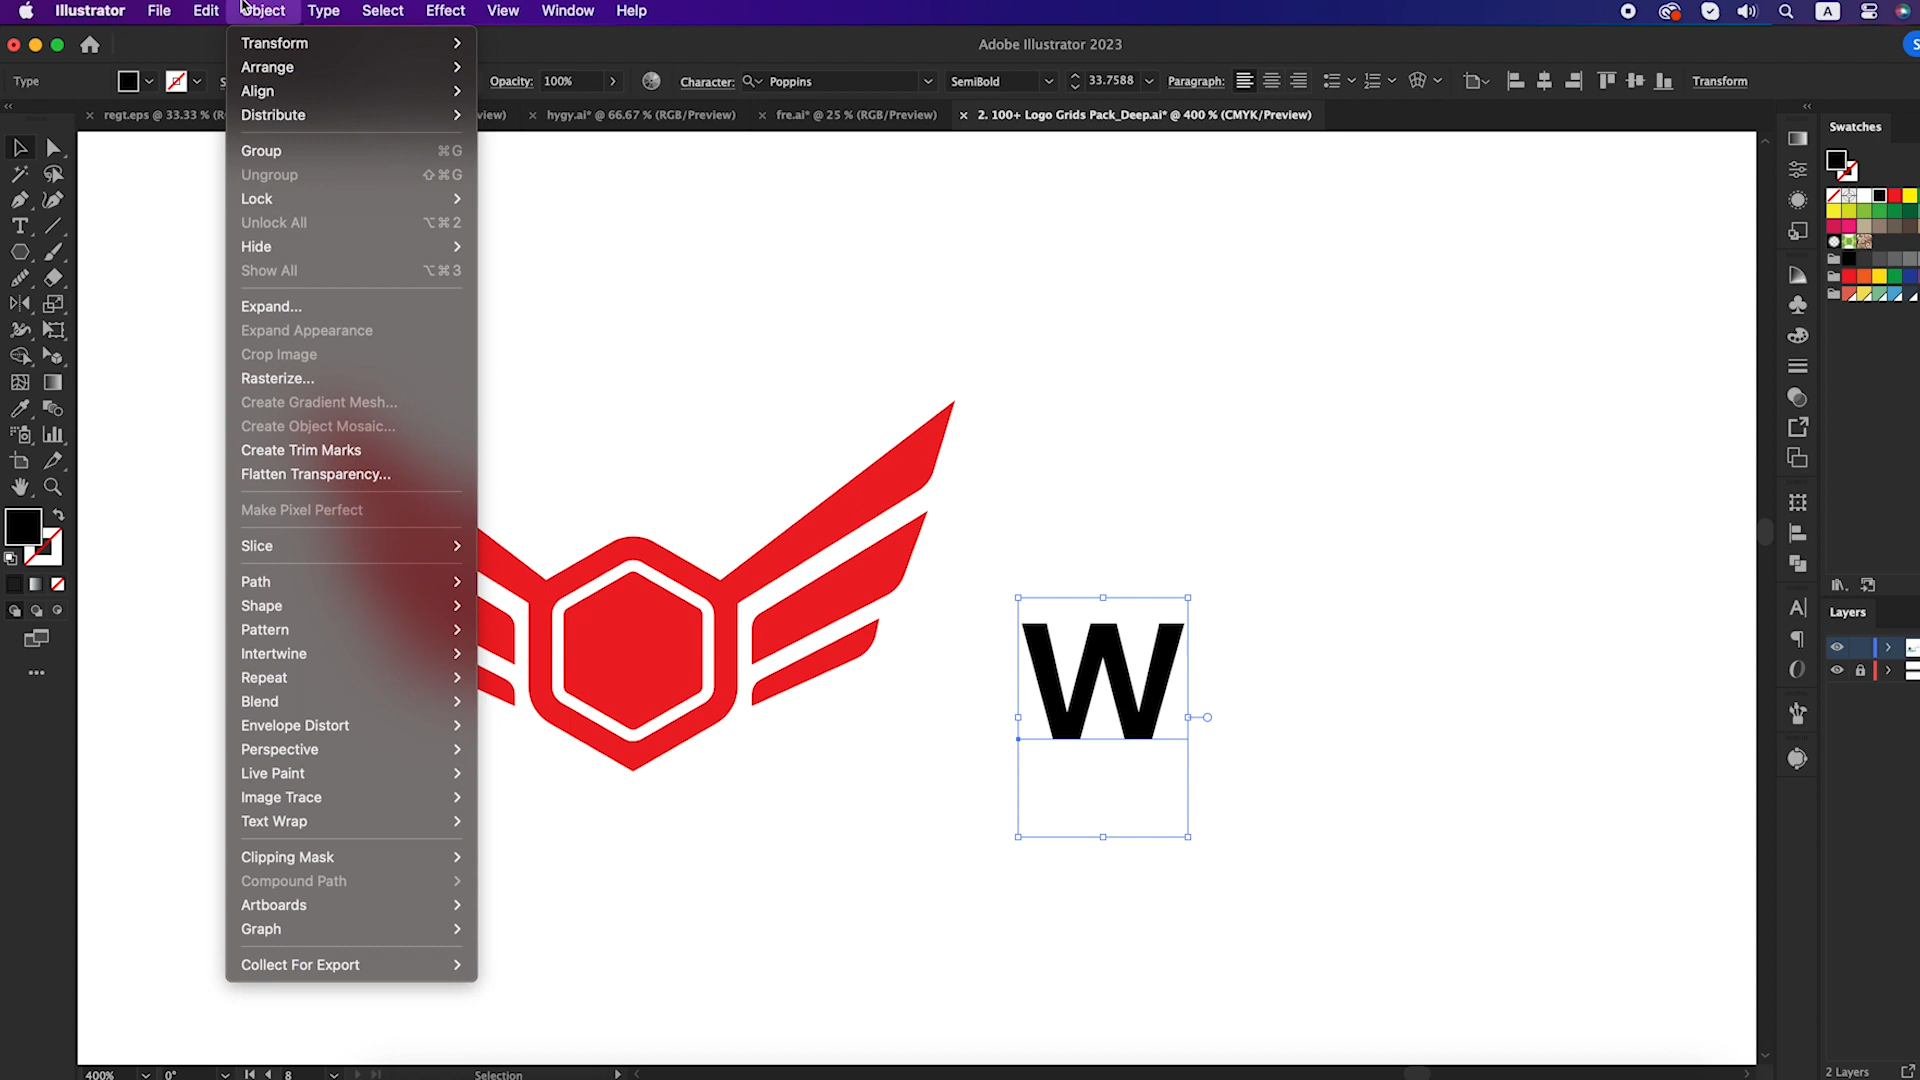 Illustrator File Edit Object Type Select Effect View Window Help A
Adobe Illustrator 2023
Type Opacity: 100% Character: Poppins SemiBold 33.7588 Paragraph: Transform
regt.eps @ 33.33 % hygy.ai* @ 66.67 % (RGB/Preview) fre.ai* @ 25 % (RGB/Preview) 2. 100+ Logo Grids Pack_Deep.ai* @ 400 % (CMYK/Preview)
Transform
Arrange
Align
Distribute
Group ⌘G
Ungroup ⇧⌘G
Lock
Unlock All ⌥⌘2
Hide
Show All ⌥⌘3
Expand...
Expand Appearance
Crop Image
Rasterize...
Create Gradient Mesh...
Create Object Mosaic...
Create Trim Marks
Flatten Transparency...
Make Pixel Perfect
Slice
Path
Shape
Pattern
Intertwine
Repeat
Blend
Envelope Distort
Perspective
Live Paint
Image Trace
Text Wrap
Clipping Mask
Compound Path
Artboards
Graph
Collect For Export
W
Swatches
Layers
400% 0° 8 Selection
2 Layers